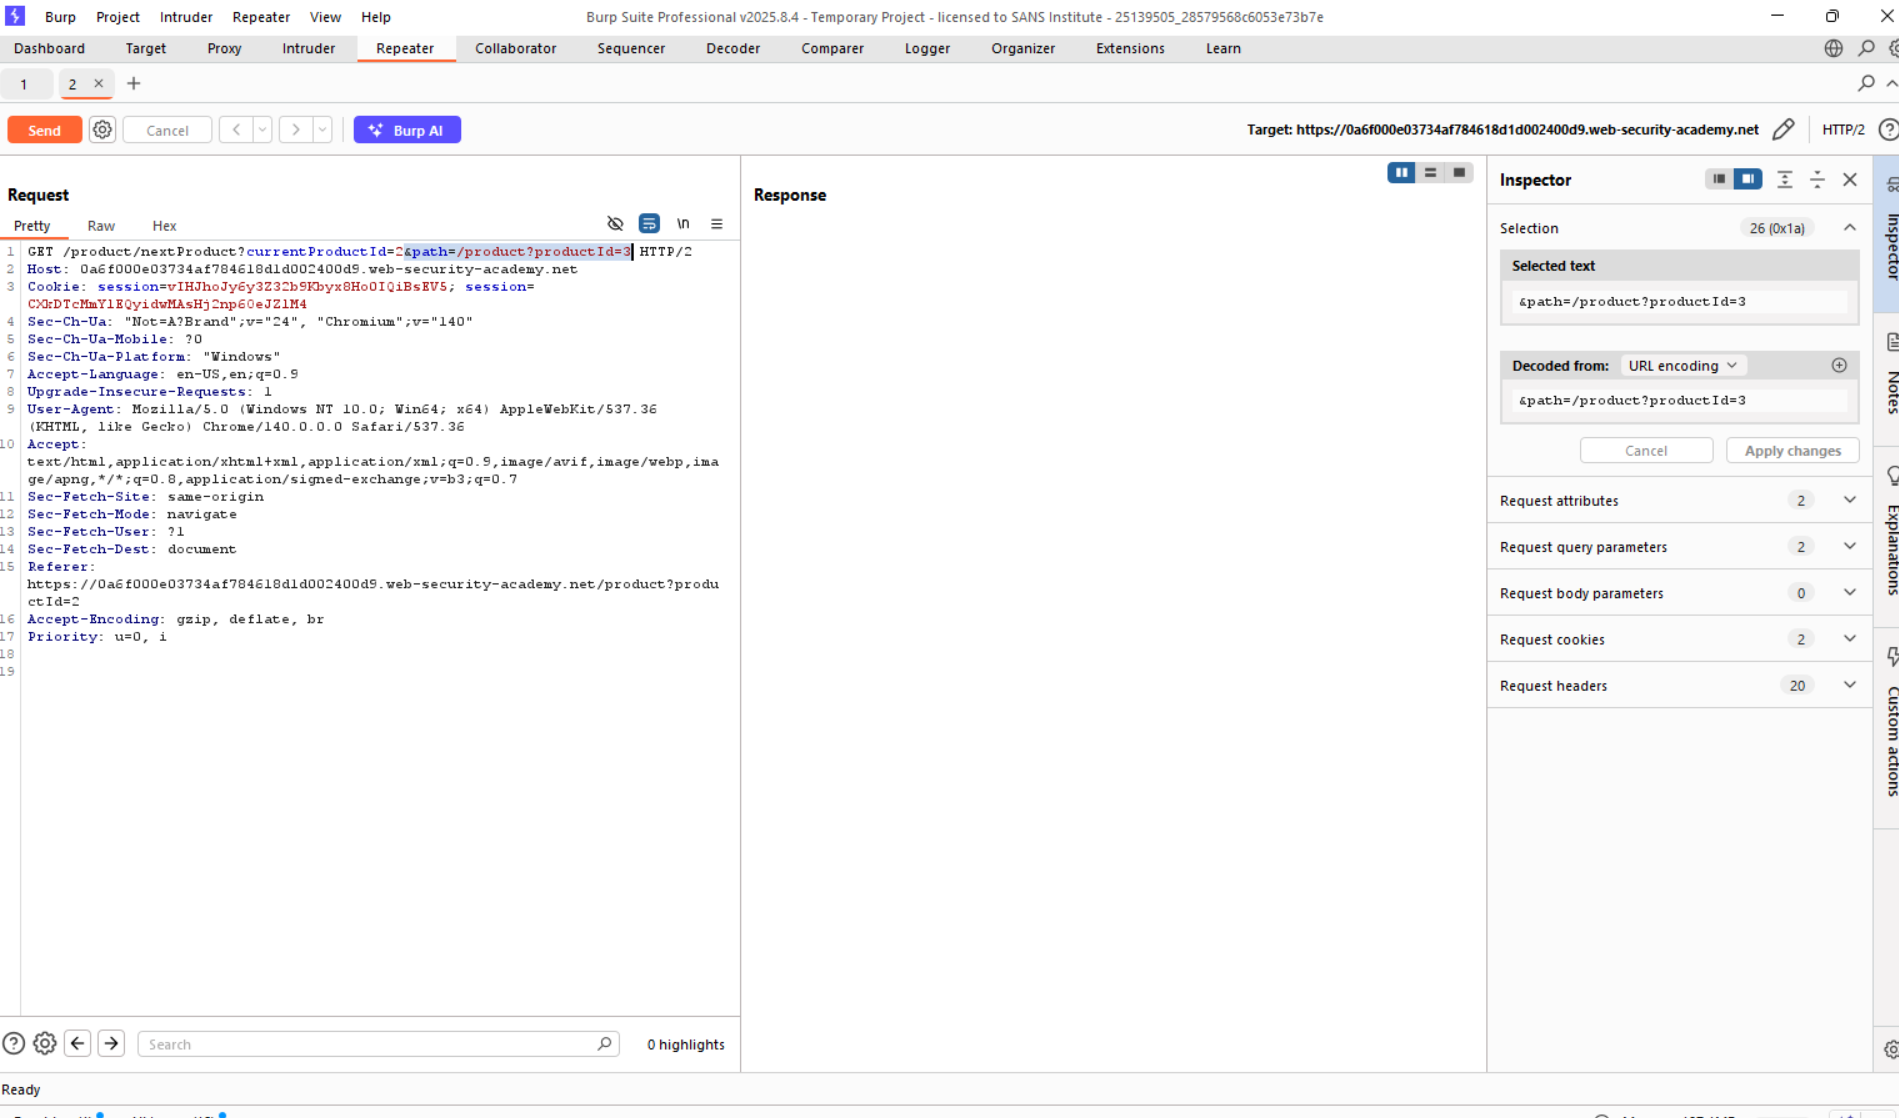 Burp Project Intruder Repeater View Help Burp Suite Professional v2025.8.4 - Temporary Project - licensed to SANS Institute - 25139505_28579568c6053e73b7e
Dashboard Target Proxy Intruder Repeater Collaborator Sequencer Decoder Comparer Logger Organizer Extensions Learn
1 2 × +
Send Cancel < > Burp AI Target: https://0a6f000e03734af784618d1d002400d9.web-security-academy.net HTTP/2
Request
Pretty Raw Hex \n
1 GET /product/nextProduct?currentProductId=2&path=/product?productId=3 HTTP/2
2 Host: 0a6f000e03734af784618d1d002400d9.web-security-academy.net
3 Cookie: session=vIHJhoJy6y3Z32b9Kbyx8HoOIQiBsEV5; session=
CXkDTcMmYlEQyidwMAsHj2np60eJZlM4
4 Sec-Ch-Ua: "Not=A?Brand";v="24", "Chromium";v="140"
5 Sec-Ch-Ua-Mobile: ?0
6 Sec-Ch-Ua-Platform: "Windows"
7 Accept-Language: en-US,en;q=0.9
8 Upgrade-Insecure-Requests: 1
9 User-Agent: Mozilla/5.0 (Windows NT 10.0; Win64; x64) AppleWebKit/537.36
(KHTML, like Gecko) Chrome/140.0.0.0 Safari/537.36
10 Accept:
text/html,application/xhtml+xml,application/xml;q=0.9,image/avif,image/webp,ima
ge/apng,*/*;q=0.8,application/signed-exchange;v=b3;q=0.7
11 Sec-Fetch-Site: same-origin
12 Sec-Fetch-Mode: navigate
13 Sec-Fetch-User: ?1
14 Sec-Fetch-Dest: document
15 Referer:
https://0a6f000e03734af784618d1d002400d9.web-security-academy.net/product?produ
ctId=2
16 Accept-Encoding: gzip, deflate, br
17 Priority: u=0, i
18
19
Search 0 highlights
Response
Inspector
Selection 26 (0x1a)
Selected text
&path=/product?productId=3
Decoded from: URL encoding
&path=/product?productId=3
Cancel Apply changes
Request attributes 2
Request query parameters 2
Request body parameters 0
Request cookies 2
Request headers 20
Inspector
Notes
Explanations
Custom actions
Ready